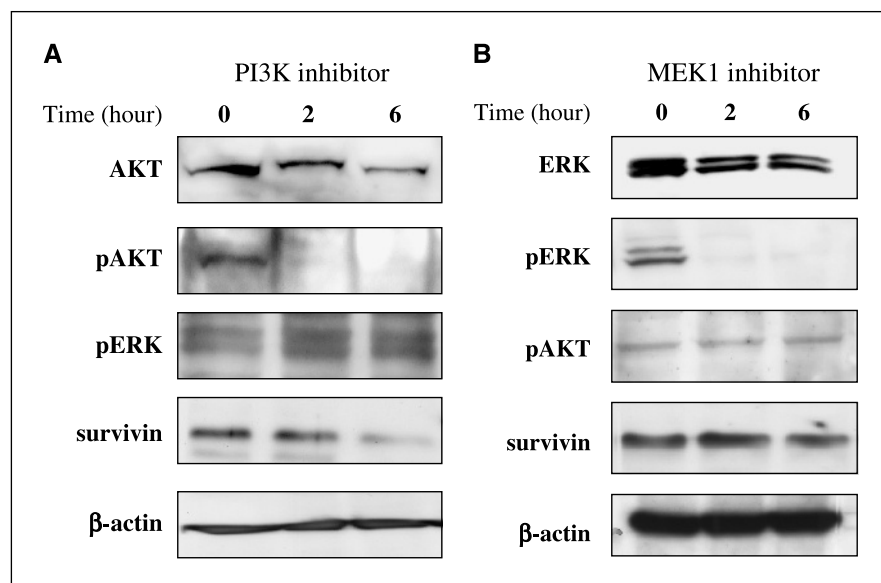 A
PI3K inhibitor
Time (hour) 0 2 6
AKT
pAKT
pERK
survivin
β-actin
B
MEK1 inhibitor
Time (hour) 0 2 6
ERK
pERK
pAKT
survivin
β-actin